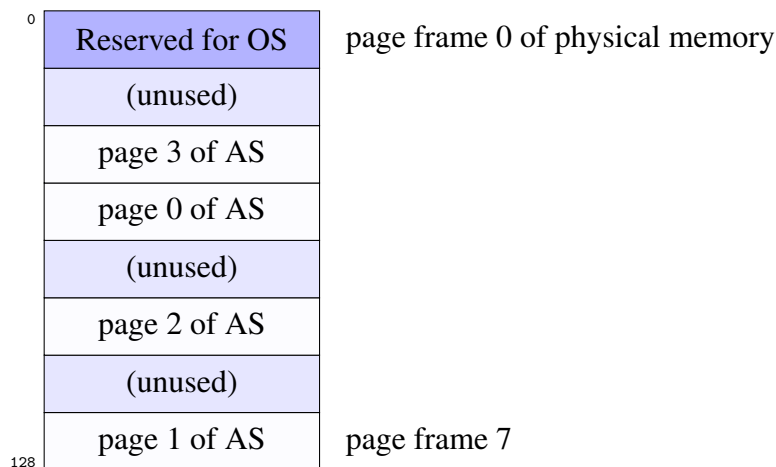 0
Reserved for OS page frame 0 of physical memory
(unused)
page 3 of AS
page 0 of AS
(unused)
page 2 of AS
(unused)
page 1 of AS page frame 7
128